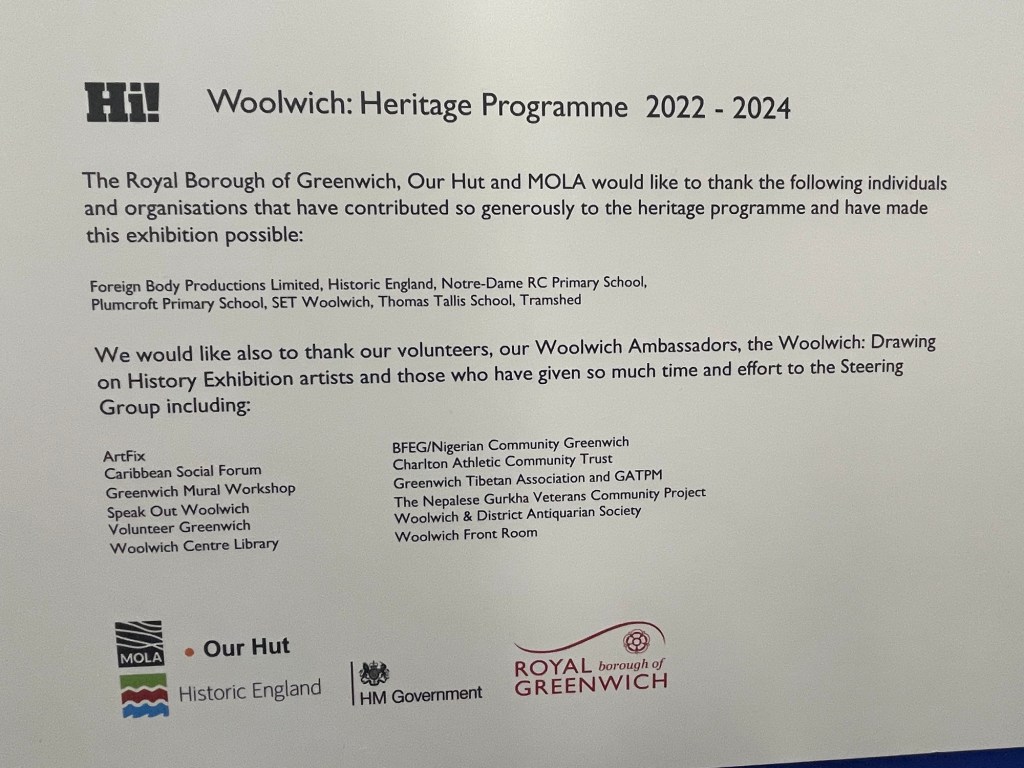 Hi! Woolwich: Heritage Programme 2022 - 2024
The Royal Borough of Greenwich, Our Hut and MOLA would like to thank the following individuals
and organisations that have contributed so generously to the heritage programme and have made
this exhibition possible:
Foreign Body Productions Limited, Historic England, Notre-Dame RC Primary School,
Plumcroft Primary School, SET Woolwich, Thomas Tallis School, Tramshed
We would like also to thank our volunteers, our Woolwich Ambassadors, the Woolwich: Drawing
on History Exhibition artists and those who have given so much time and effort to the Steering
Group including:
ArtFix
Caribbean Social Forum
Greenwich Mural Workshop
Speak Out Woolwich
Volunteer Greenwich
Woolwich Centre Library
BFEG/Nigerian Community Greenwich
Charlton Athletic Community Trust
Greenwich Tibetan Association and GATPM
The Nepalese Gurkha Veterans Community Project
Woolwich & District Antiquarian Society
Woolwich Front Room
MOLA
Our Hut
Historic England
HM Government
ROYAL borough of
GREENWICH